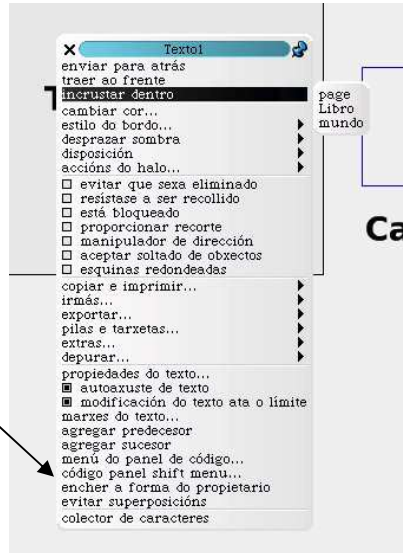 Texto1
enviar para atrás
traer ao frente
incrustar dentro
page
Libro
mundo
cambiar cor...
estilo do bordo...
desprazar sombra
disposición
accións do halo...
evitar que sexa eliminado
resístase a ser recollido
está bloqueado
proporcionar recorte
manipulador de dirección
aceptar soltado de obxectos
esquinas redondeadas
copiar e imprimir...
irmás...
exportar...
pilas e tarxetas...
extras...
depurar...
propiedades do texto...
autoaxuste de texto
modificación do texto ata o límite
marxes do texto...
agregar predecesor
agregar sucesor
menú do panel de código...
código panel shift menu...
encher a forma do propietario
evitar superposicións
colector de caracteres
Ca